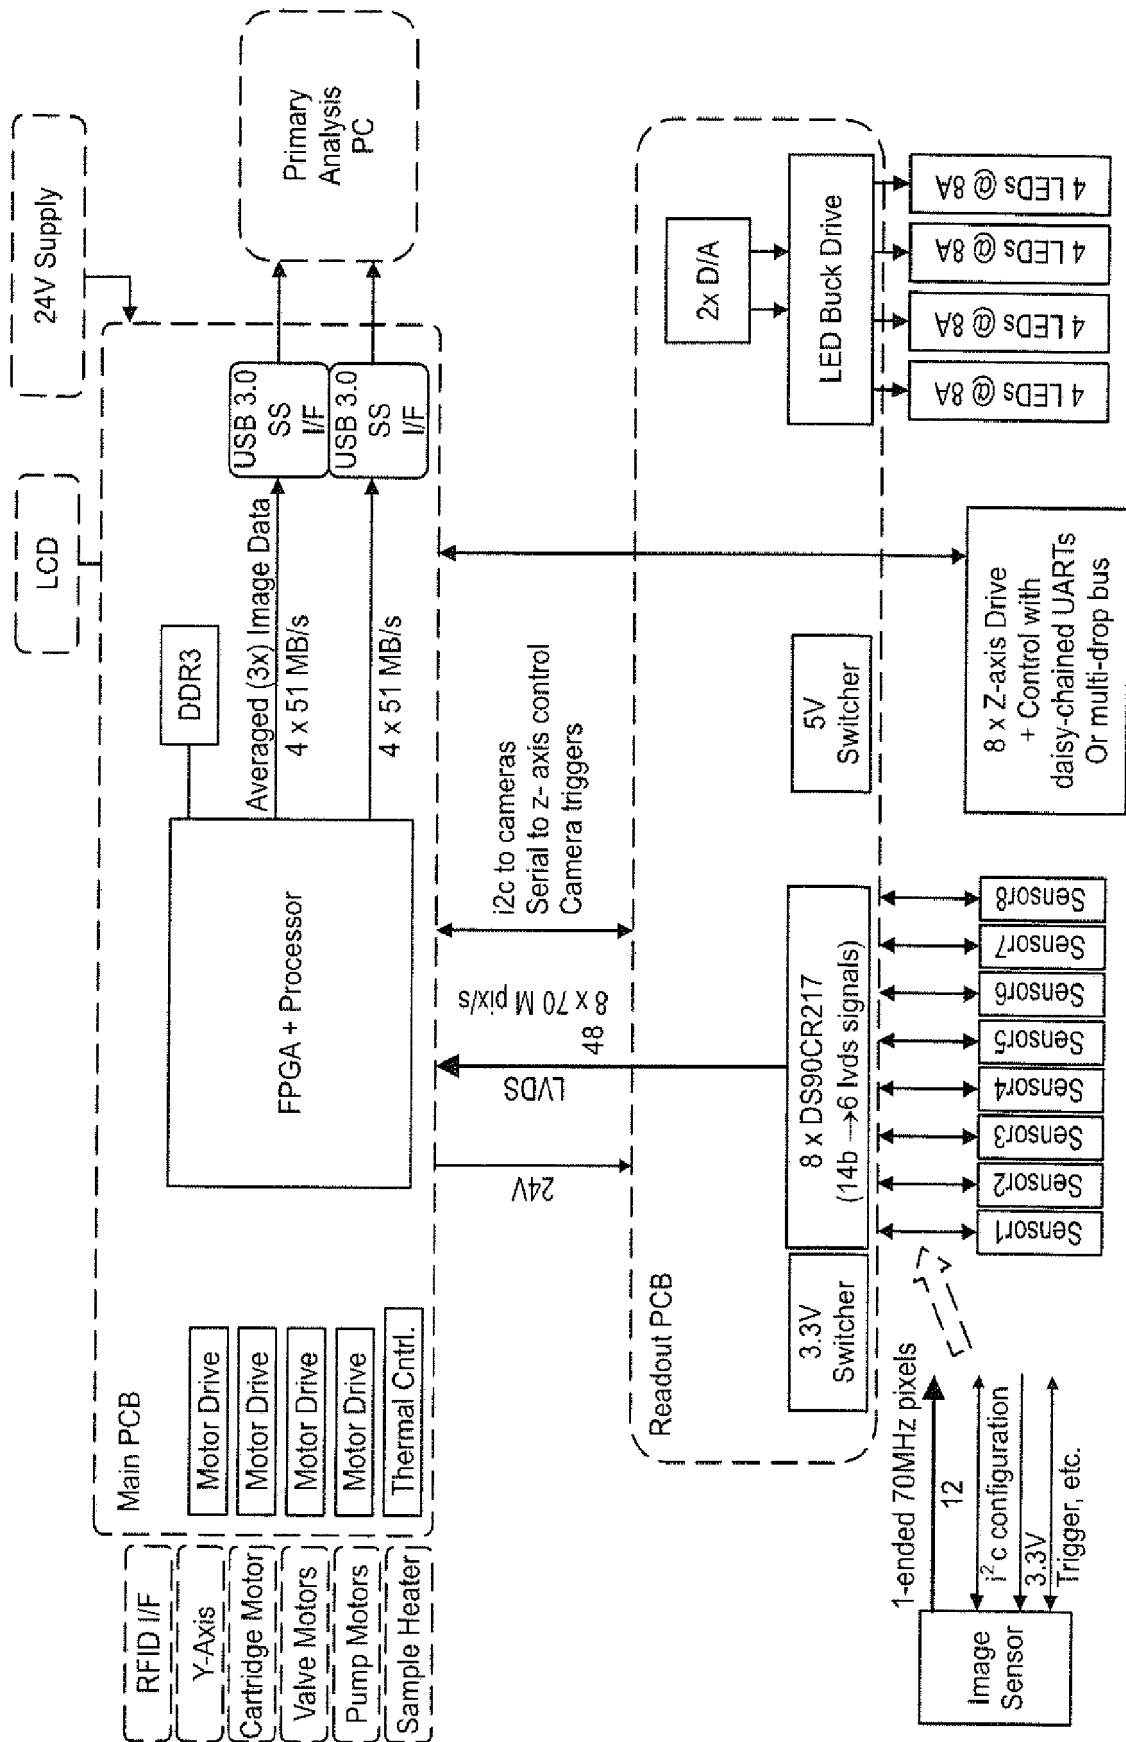 RFID I/F
Y-Axis
Cartridge Motor
Valve Motors
Pump Motors
Sample Heater
Main PCB
Motor Drive
Motor Drive
Motor Drive
Motor Drive
Thermal Cntrl.
FPGA + Processor
DDR3
Averaged (3x) Image Data
4 x 51 MB/s
4 x 51 MB/s
USB 3.0
SS
I/F
USB 3.0
SS
I/F
LCD
24V Supply
Primary
Analysis
PC
24V
LVDS
48
8 x 70 M pix/s
i2c to cameras
Serial to z- axis control
Camera triggers
Readout PCB
3.3V
Switcher
8 x DS90CR217
(14b →6 lvds signals)
5V
Switcher
2x D/A
LED Buck Drive
4 LEDs @ 8A
4 LEDs @ 8A
4 LEDs @ 8A
4 LEDs @ 8A
Sensor1
Sensor2
Sensor3
Sensor4
Sensor5
Sensor6
Sensor7
Sensor8
8 x Z-axis Drive
+ Control with
daisy-chained UARTs
Or multi-drop bus
Image
Sensor
1-ended 70MHz pixels
12
i²c configuration
3.3V
Trigger, etc.